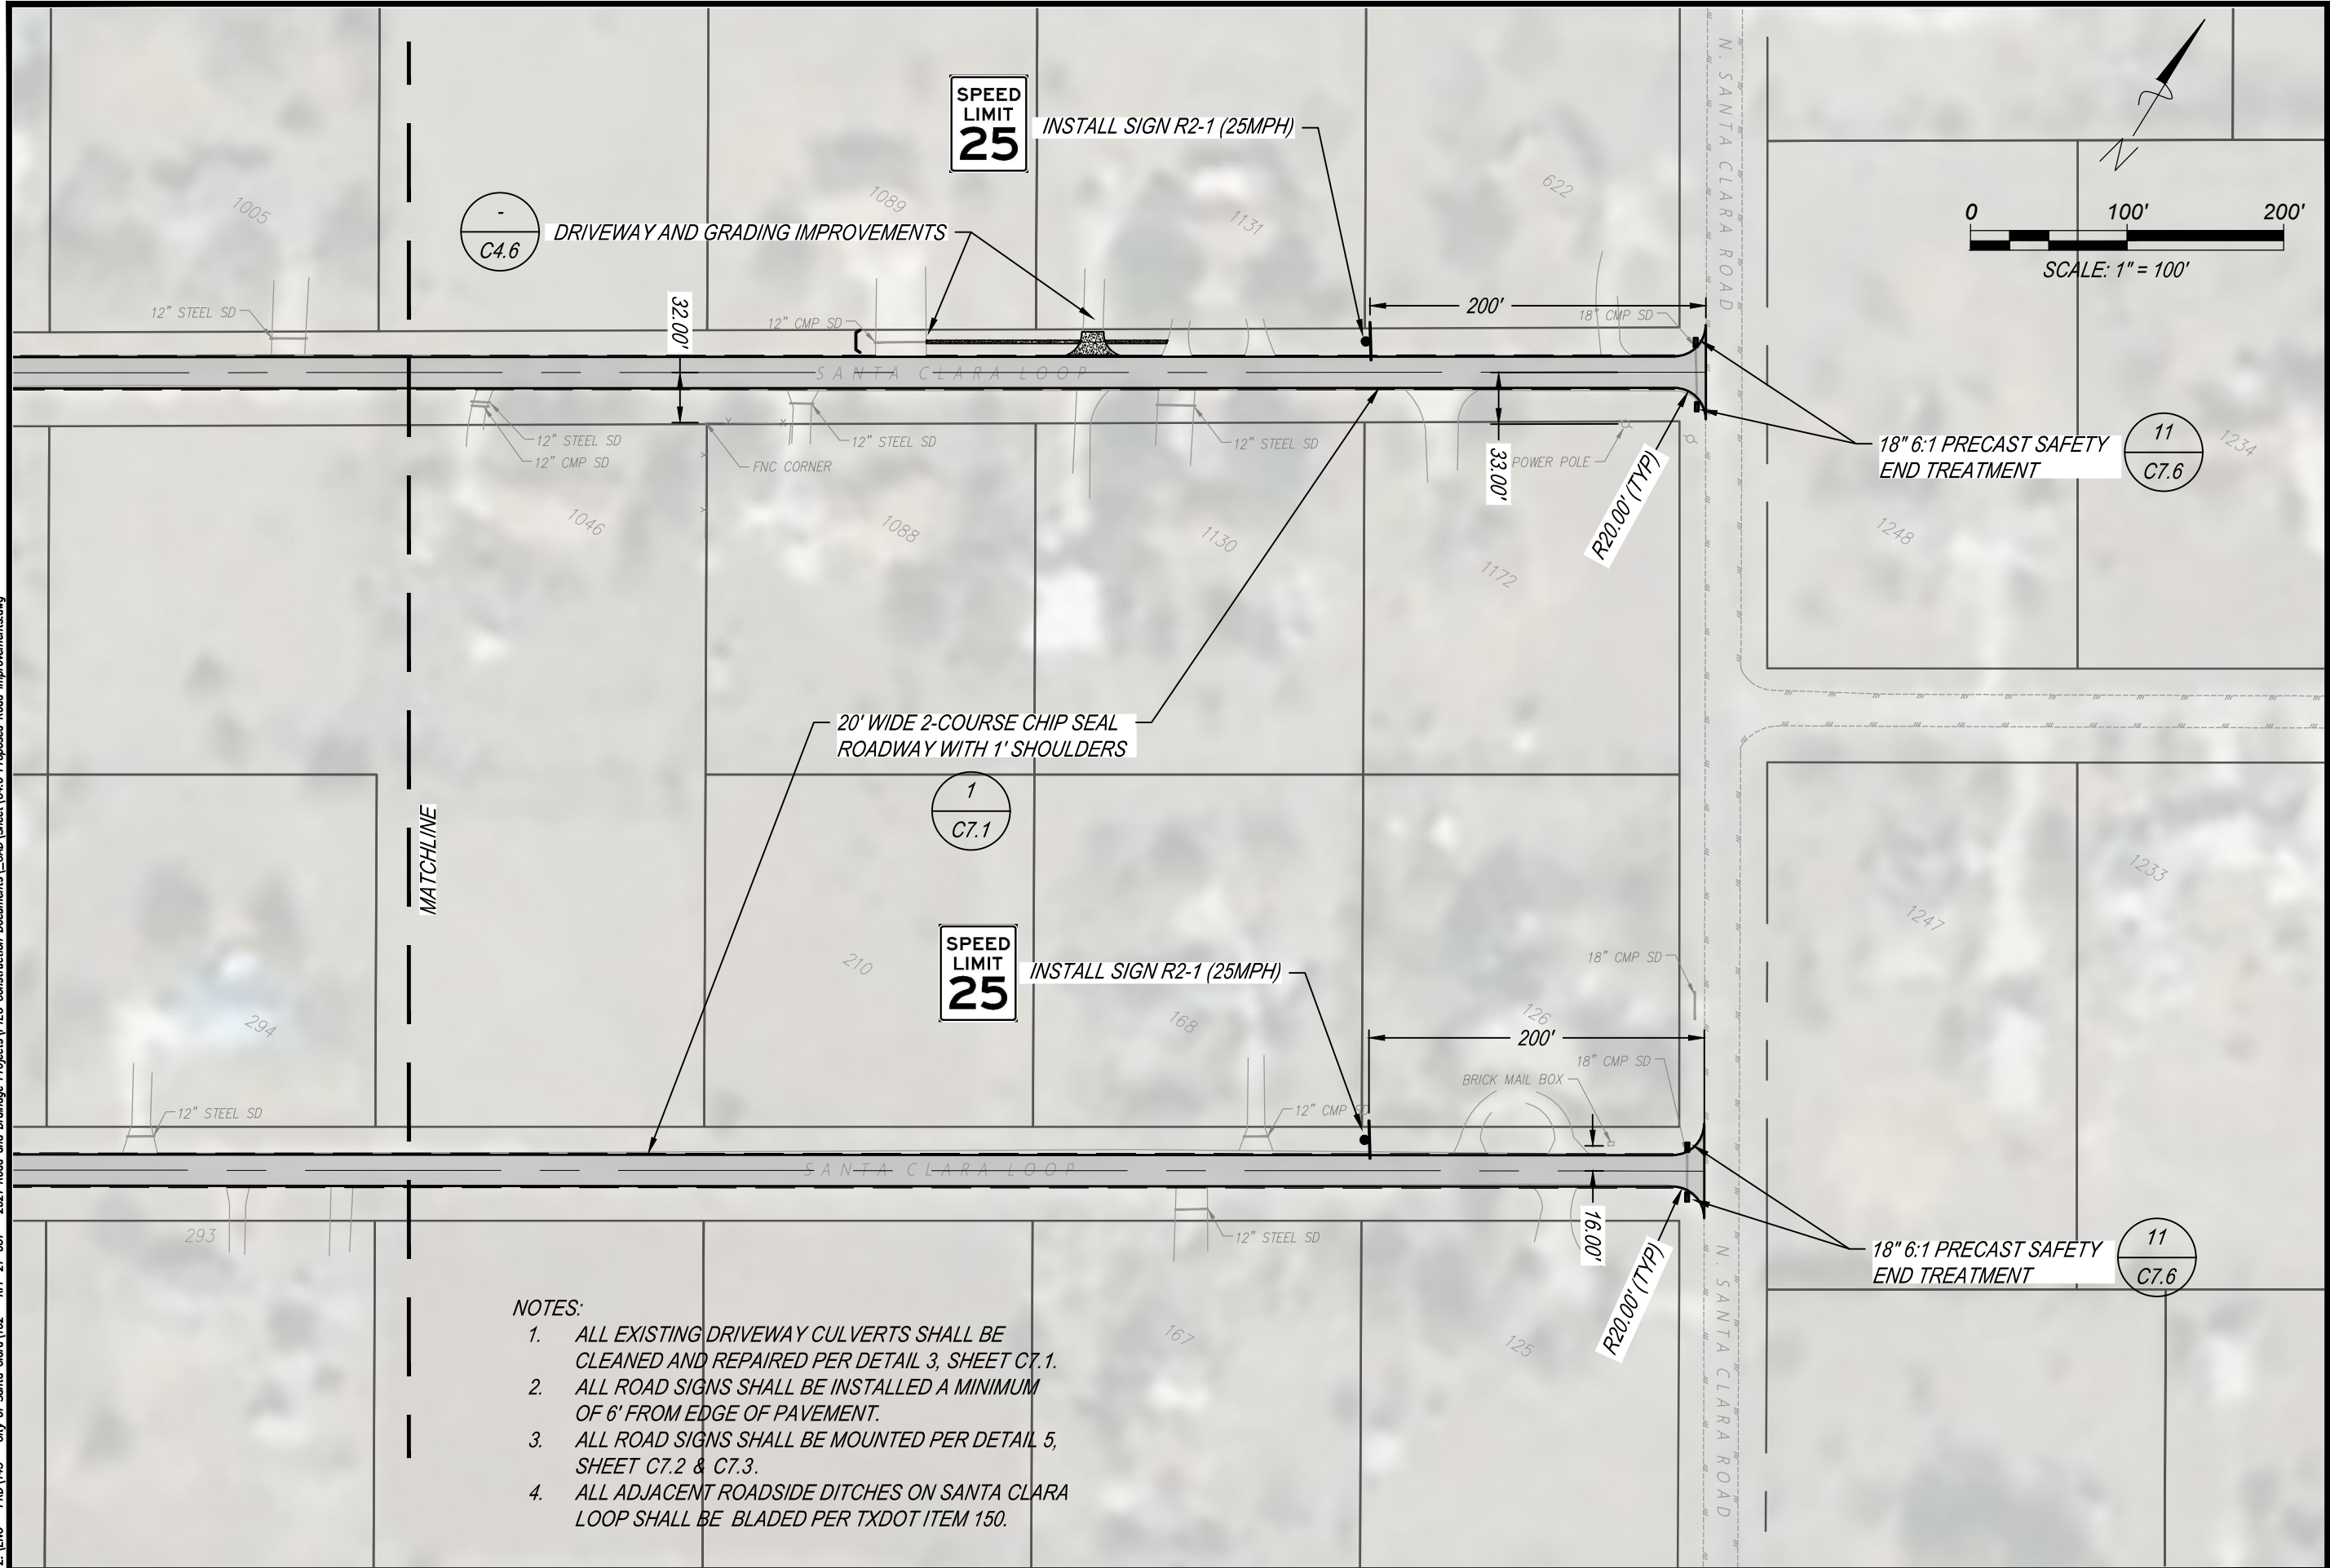 SPEED
LIMIT
25
INSTALL SIGN R2-1 (25MPH)
N. SANTA CLARA ROAD
N
0 100' 200'
SCALE: 1" = 100'
1005
1089
1131
622
-
C4.6
DRIVEWAY AND GRADING IMPROVEMENTS
12" STEEL SD
32.00'
12" CMP SD
200'
18" CMP SD
SANTA CLARA LOOP
12" STEEL SD
12" CMP SD
12" STEEL SD
FNC CORNER
12" STEEL SD
33.00'
POWER POLE
R20.00' (TYP)
18" 6:1 PRECAST SAFETY
END TREATMENT
11
C7.6
1234
1046
1088
1130
1172
1248
20' WIDE 2-COURSE CHIP SEAL
ROADWAY WITH 1' SHOULDERS
1
C7.1
MATCHLINE
1233
1247
SPEED
LIMIT
25
INSTALL SIGN R2-1 (25MPH)
210
168
126
294
18" CMP SD
200'
18" CMP SD
BRICK MAIL BOX
12" STEEL SD
12" CMP SD
SANTA CLARA LOOP
293
12" STEEL SD
16.00'
R20.00' (TYP)
18" 6:1 PRECAST SAFETY
END TREATMENT
11
C7.6
N. SANTA CLARA ROAD
167
125
NOTES:
1. ALL EXISTING DRIVEWAY CULVERTS SHALL BE
CLEANED AND REPAIRED PER DETAIL 3, SHEET C7.1.
2. ALL ROAD SIGNS SHALL BE INSTALLED A MINIMUM
OF 6' FROM EDGE OF PAVEMENT.
3. ALL ROAD SIGNS SHALL BE MOUNTED PER DETAIL 5,
SHEET C7.2 & C7.3.
4. ALL ADJACENT ROADSIDE DITCHES ON SANTA CLARA
LOOP SHALL BE BLADED PER TXDOT ITEM 150.